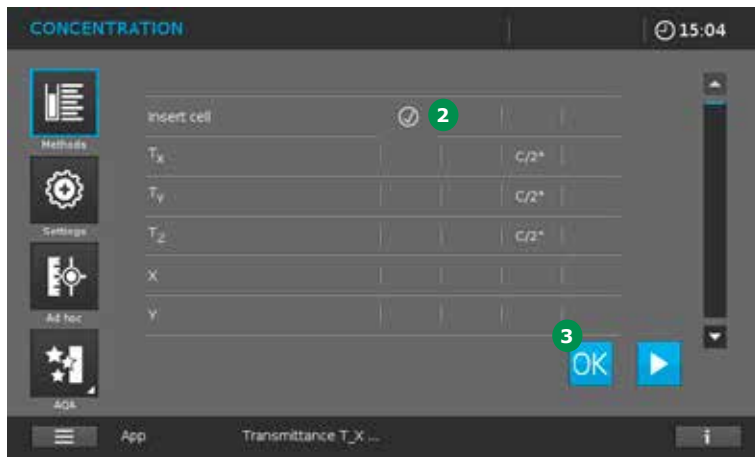 CONCENTRATION 15:04
Methods
Settings
Ad hoc
AQA
Insert cell 2
Tx C/2°
Ty C/2°
Tz C/2°
X
Y
3
OK
App Transmittance T_X ...
i